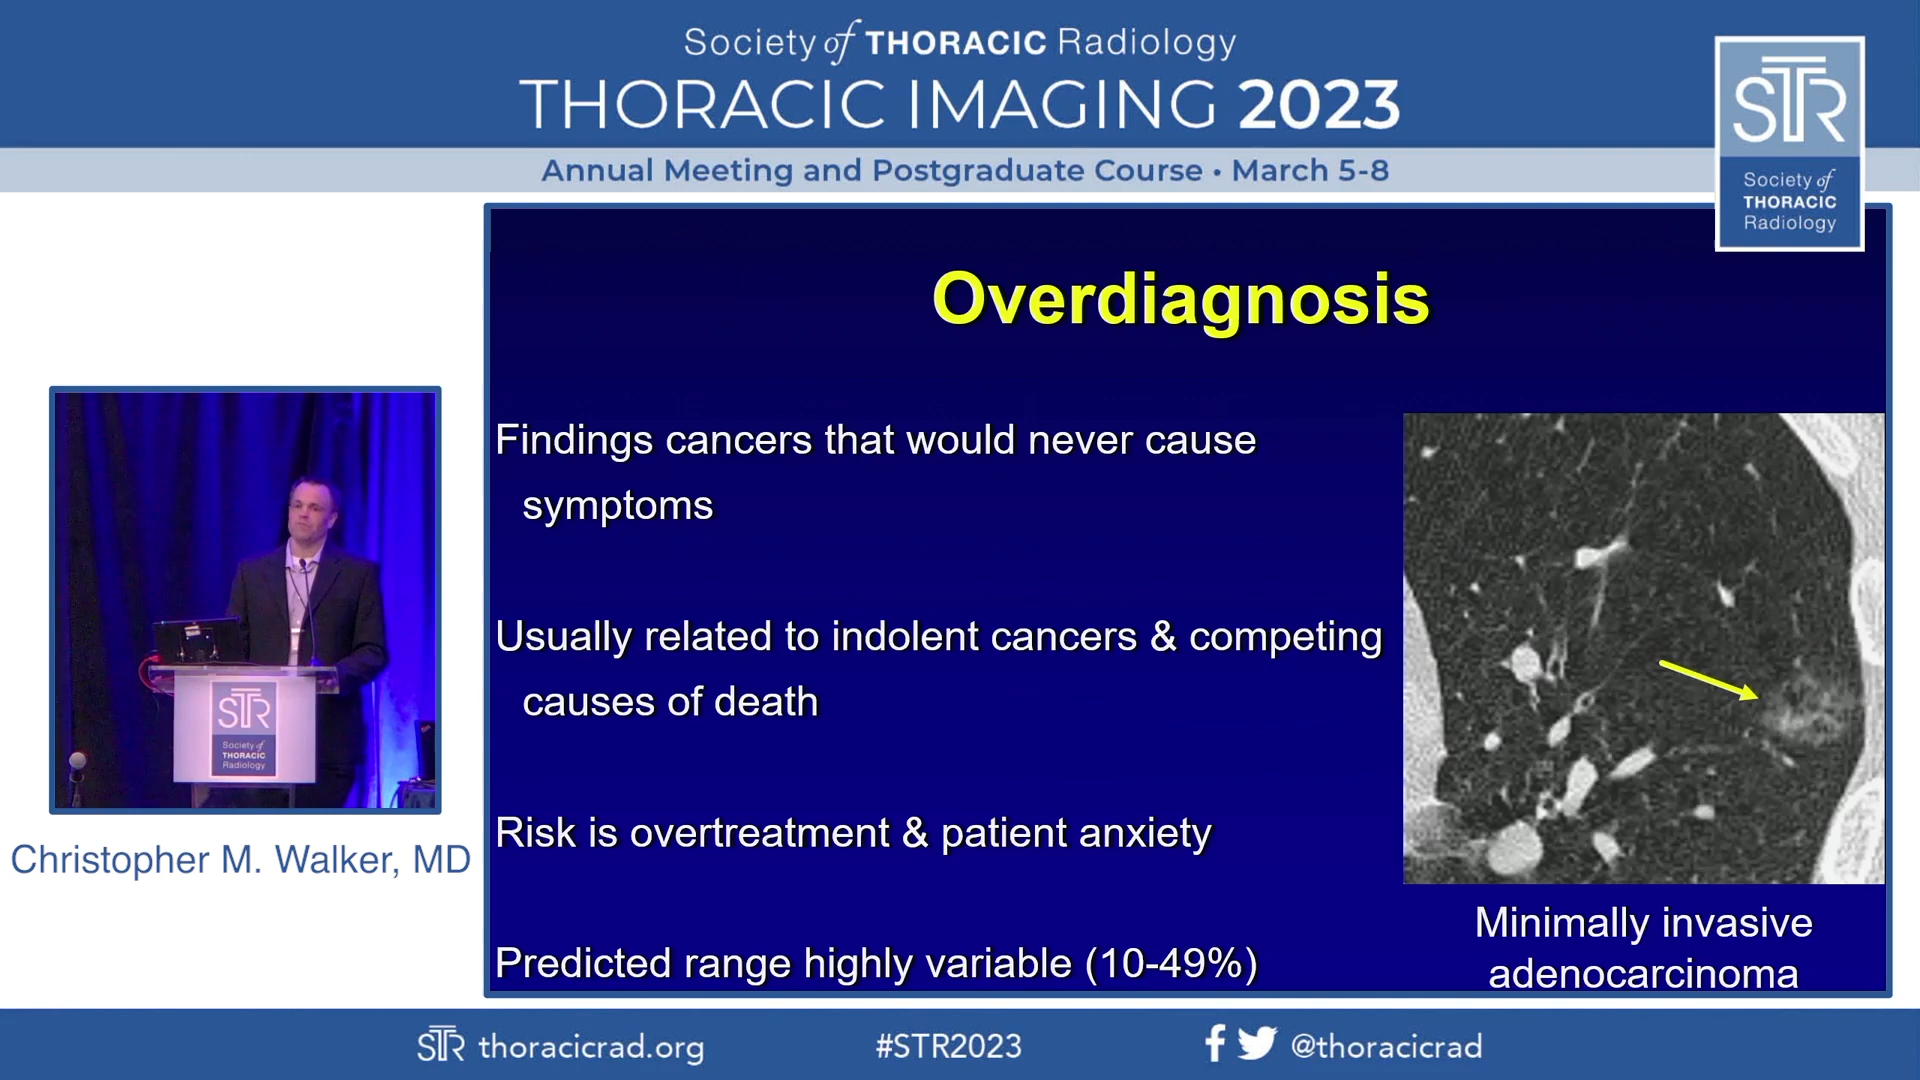 Society of THORACIC Radiology
THORACIC IMAGING 2023
Annual Meeting and Postgraduate Course • March 5-8
STR
Society of
THORACIC
Radiology
Overdiagnosis
Findings cancers that would never cause
symptoms
Usually related to indolent cancers & competing
causes of death
Risk is overtreatment & patient anxiety
Predicted range highly variable (10-49%)
Minimally invasive
adenocarcinoma
STR
Society of
THORACIC
Radiology
Christopher M. Walker, MD
STR thoracicrad.org
#STR2023
@thoracicrad